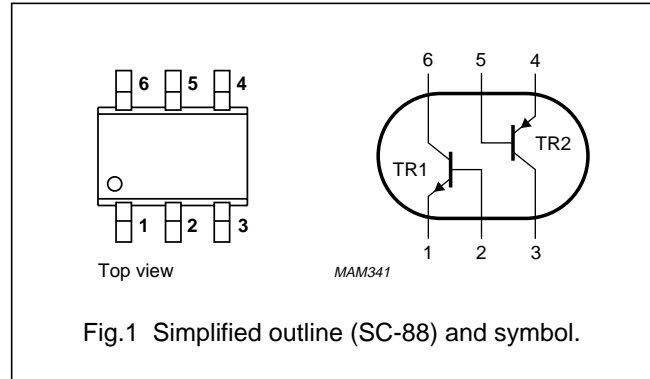 6 5 4
6 5 4
TR1 TR2
1 2 3
1 2 3
Top view MAM341
Fig.1 Simplified outline (SC-88) and symbol.